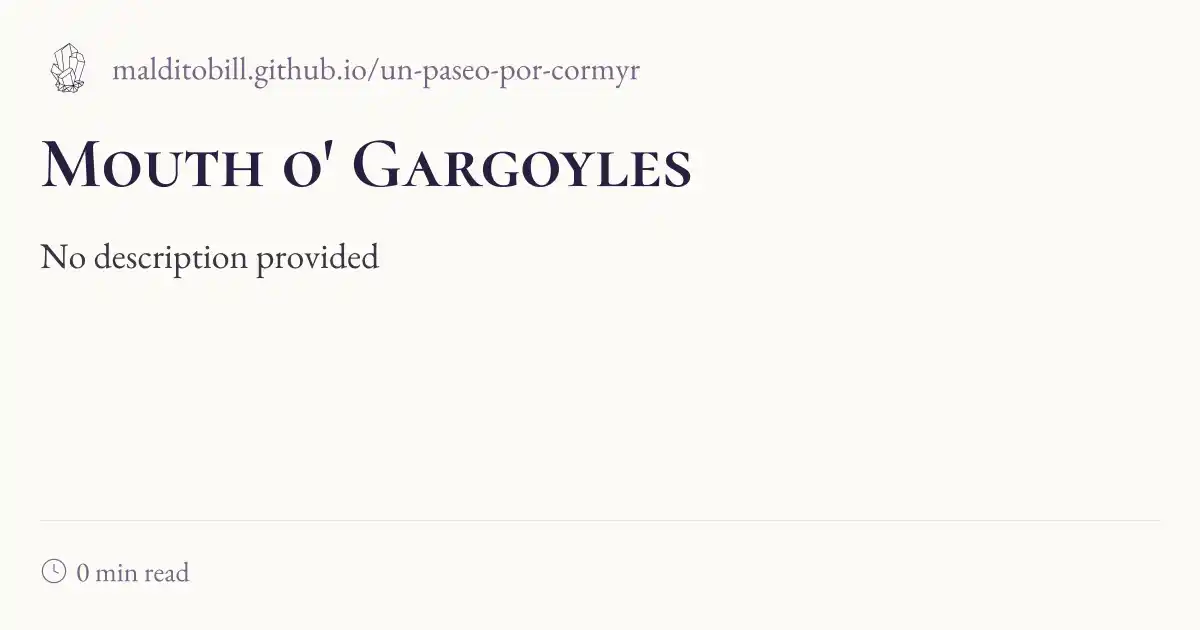 malditobill.github.io/un-paseo-por-cormyr
Mouth o' Gargoyles
No description provided
0 min read